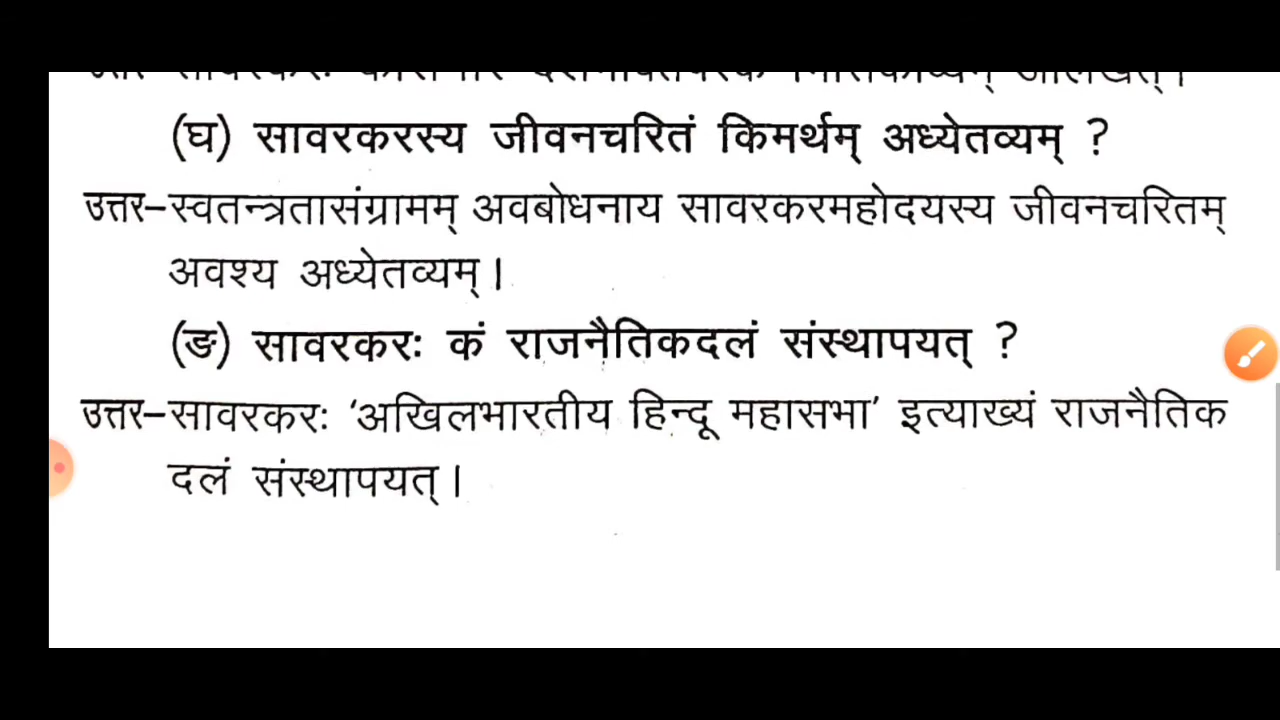 (घ) सावरकरस्य जीवनचरितं किमर्थम् अध्येतव्यम् ?
उत्तर–स्वतन्त्रतासंग्रामम् अवबोधनाय सावरकरमहोदयस्य जीवनचरितम्
अवश्य अध्येतव्यम्।
(ङ) सावरकरः कं राजनैतिकदलं संस्थापयत् ?
उत्तर–सावरकरः ‘अखिलभारतीय हिन्दू महासभा’ इत्याख्यं राजनैतिक
दलं संस्थापयत्।